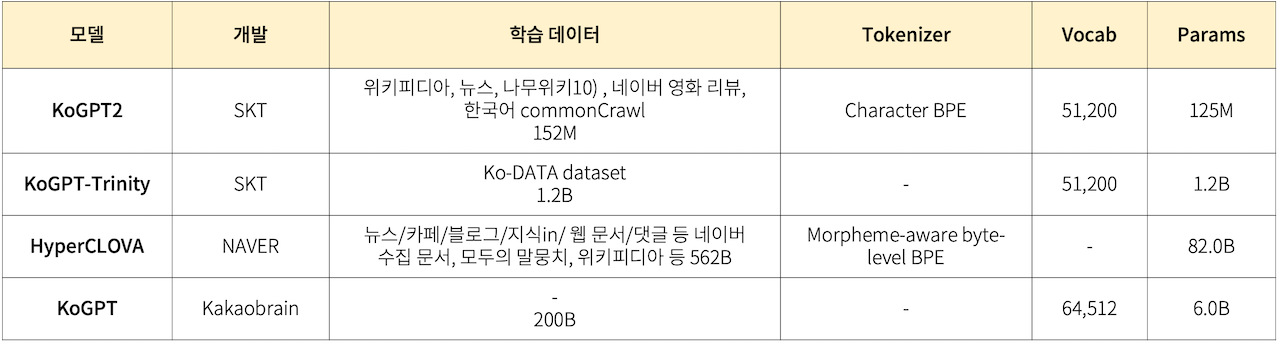 모델 개발 학습 데이터 Tokenizer Vocab Params
KoGPT2 SKT 위키피디아, 뉴스, 나무위키10) , 네이버 영화 리뷰,
한국어 commonCrawl
152M Character BPE 51,200 125M
KoGPT-Trinity SKT Ko-DATA dataset
1.2B - 51,200 1.2B
HyperCLOVA NAVER 뉴스/카페/블로그/지식in/ 웹 문서/댓글 등 네이버
수집 문서, 모두의 말뭉치, 위키피디아 등 562B Morpheme-aware byte-
level BPE - 82.0B
KoGPT Kakaobrain -
200B - 64,512 6.0B